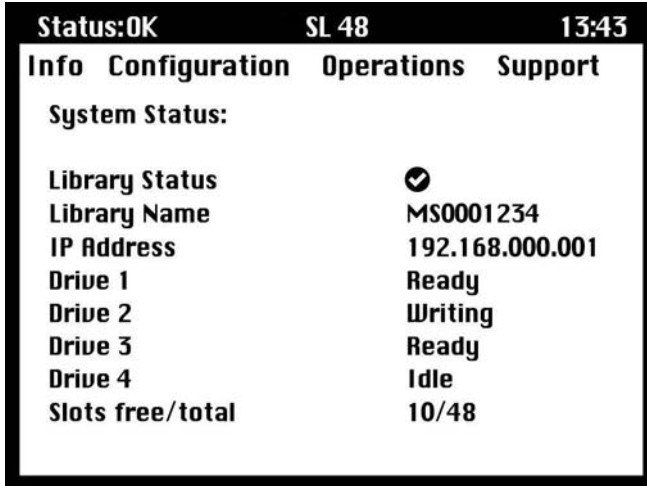 Status:OK SL 48 13:43
Info Configuration Operations Support
System Status:
Library Status
Library Name MS0001234
IP Address 192.168.000.001
Drive 1 Ready
Drive 2 Writing
Drive 3 Ready
Drive 4 Idle
Slots free/total 10/48